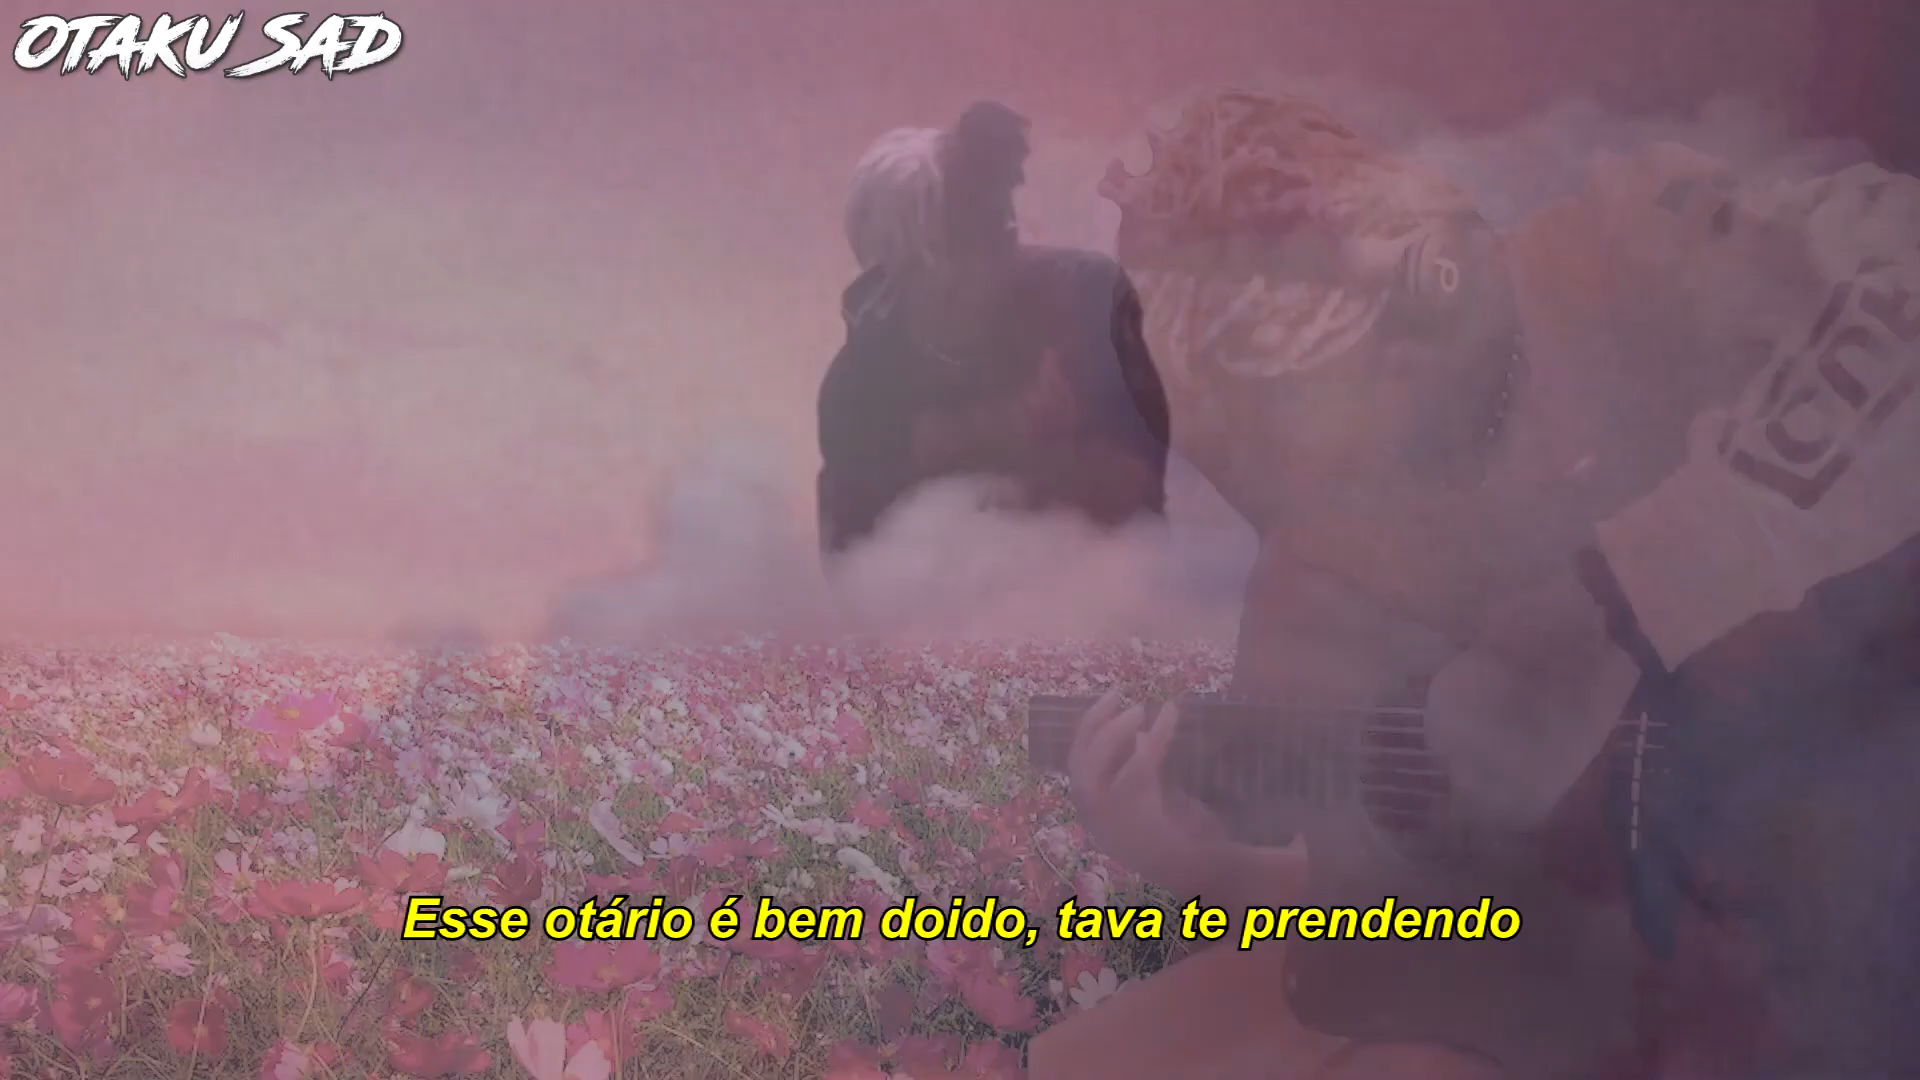 OTAKU SAD
Esse otário é bem doido, tava te prendendo